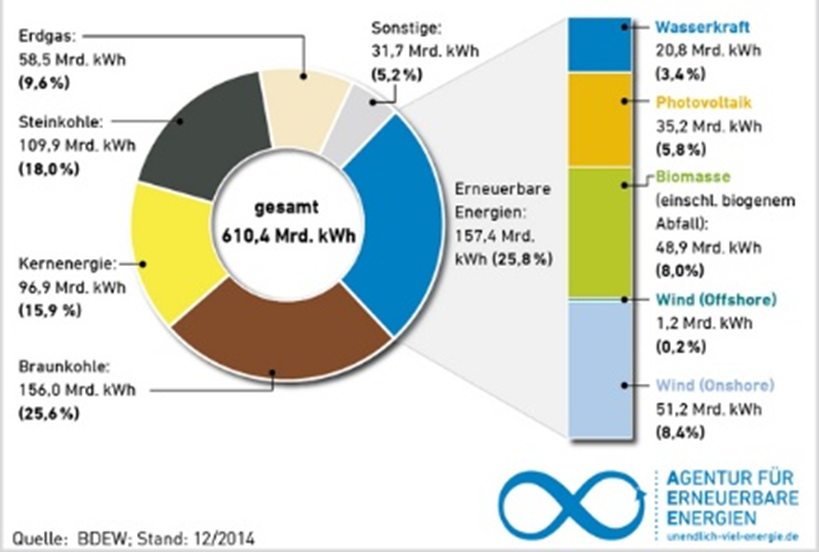 Erdgas:
58,5 Mrd. kWh
(9,6%)
Steinkohle:
109,9 Mrd. kWh
(18,0%)
Kernenergie:
96,9 Mrd. kWh
(15,9 %)
Braunkohle:
156,0 Mrd. kWh
(25,6%)
Sonstige:
31,7 Mrd. kWh
(5,2%)
gesamt
610,4 Mrd. kWh
Erneuerbare
Energien:
157,4 Mrd.
kWh (25,8%)
Wasserkraft
20,8 Mrd. kWh
(3,4%)
Photovoltaik
35,2 Mrd. kWh
(5,8%)
Biomasse
(einschl. biogenem
Abfall):
48,9 Mrd. kWh
(8,0%)
Wind (Offshore)
1,2 Mrd. kWh
(0,2%)
Wind (Onshore)
51,2 Mrd. kWh
(8,4%)
AGENTUR FÜR
ERNEUERBARE
ENERGIEN
unendlich-viel-energie.de
Quelle: BDEW; Stand: 12/2014